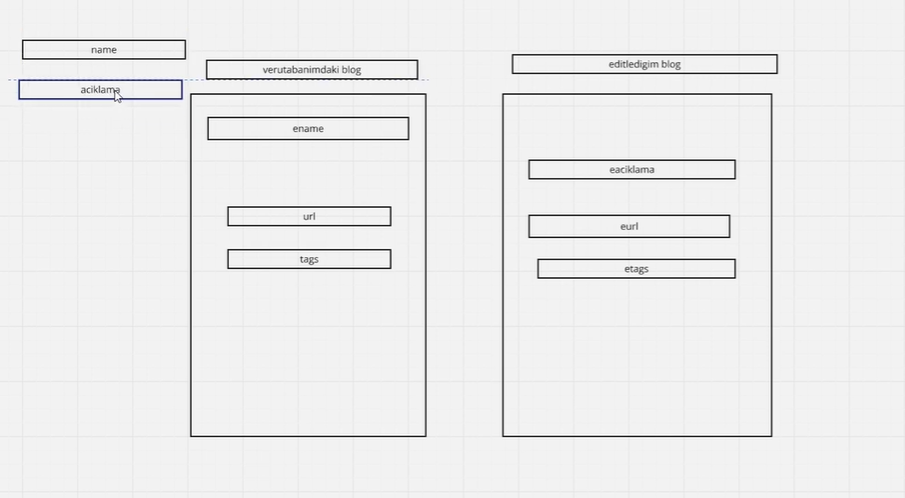 name
aciklama
verutabanimdaki blog
ename
url
tags
editledigim blog
eaciklama
eurl
etags